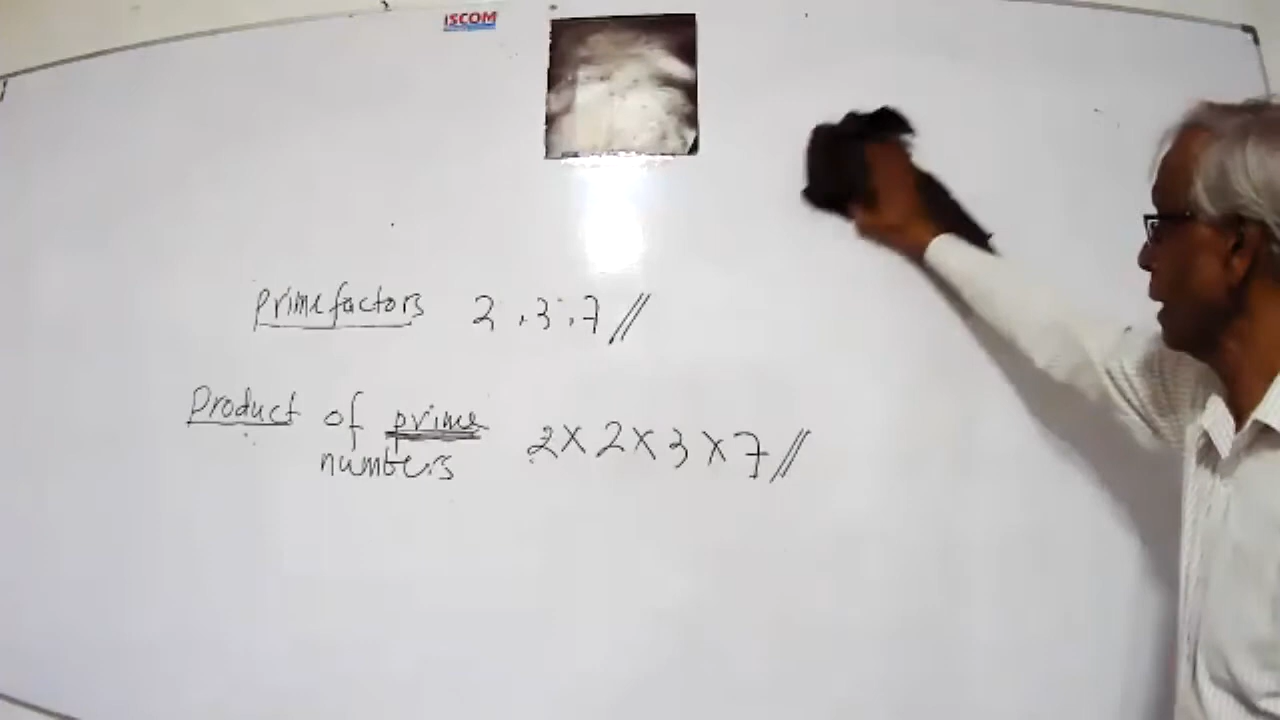 ISCOM
Prime factors 2, 3, 7 //
Product of prime numbers 2 × 2 × 3 × 7 //